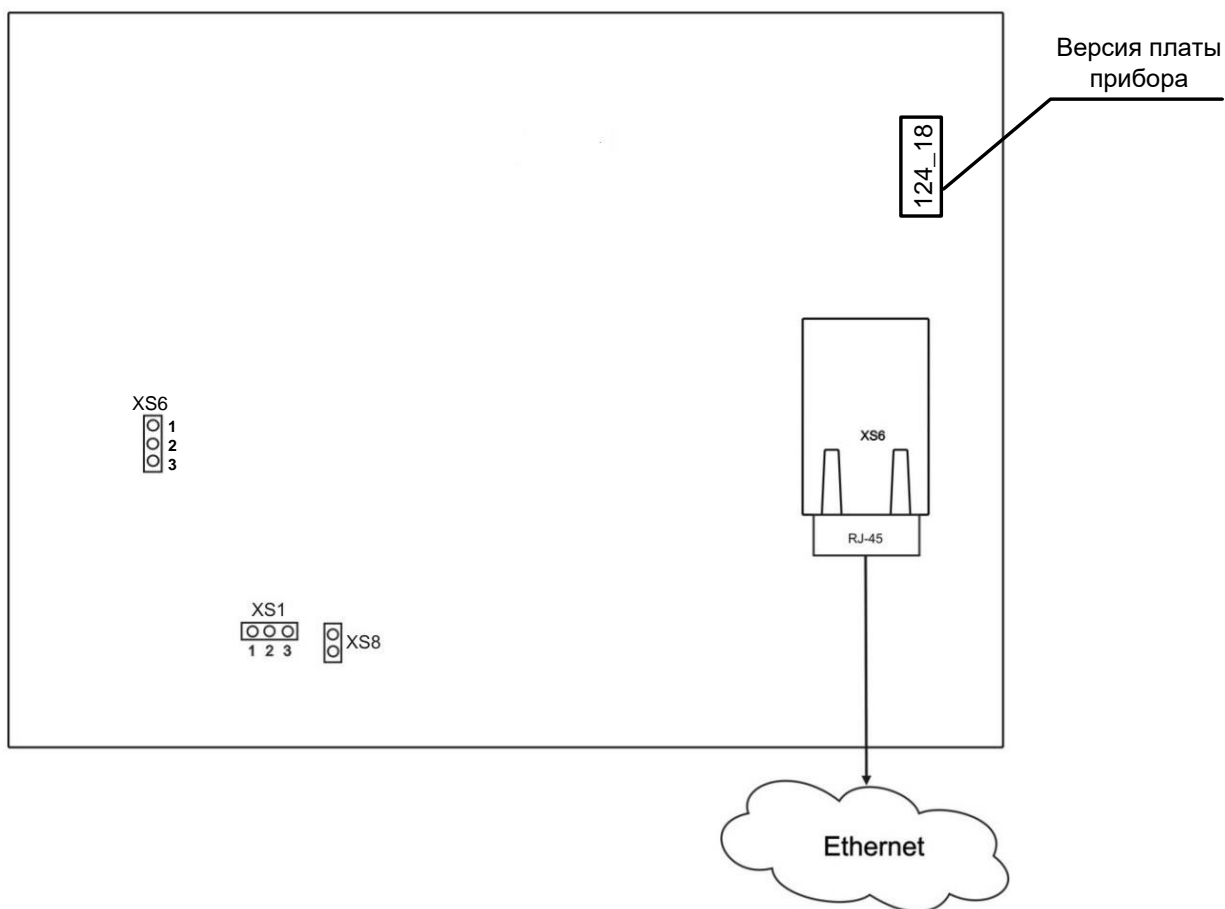 Версия платы
прибора
124_18
XS6
1
2
3
XS6
RJ-45
XS1
1 2 3
XS8
Ethernet